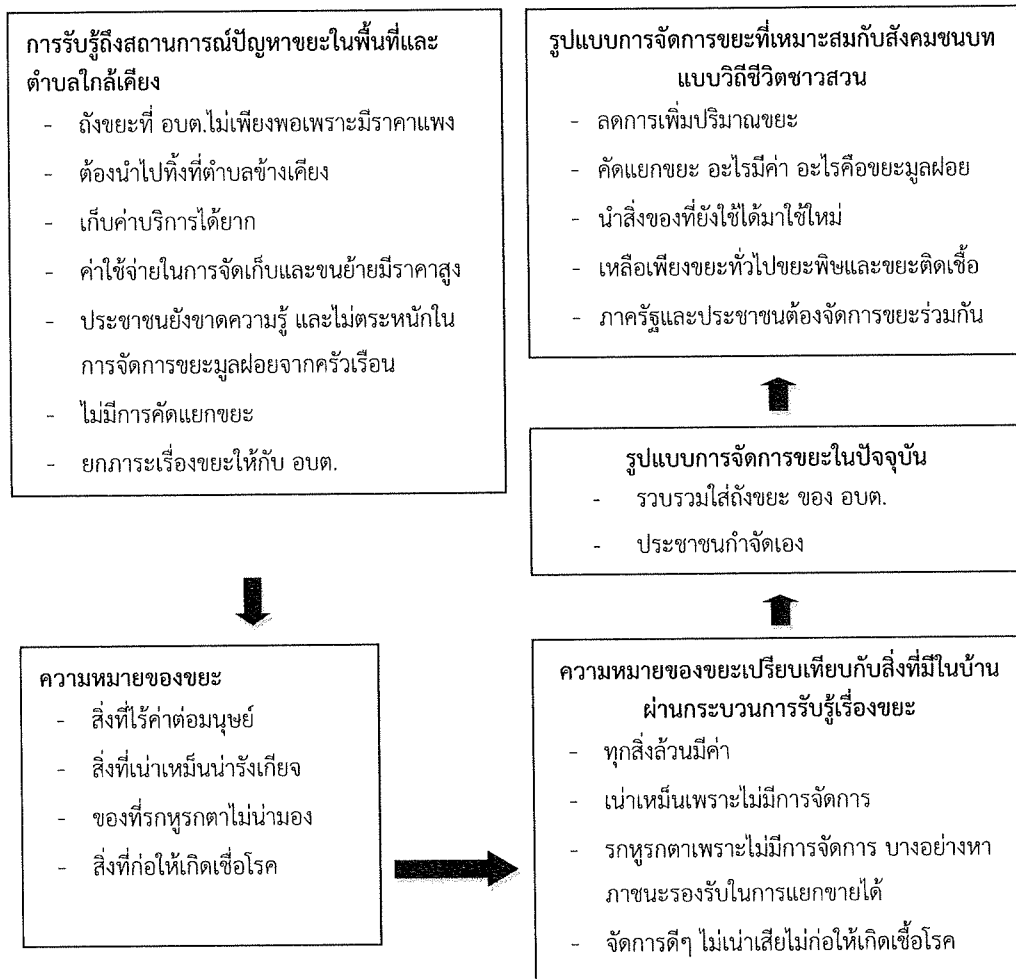 การรับรู้ถึงสถานการณ์ปัญหาขยะในพื้นที่และ
ตำบลใกล้เคียง
- ถังขยะที่ อบต.ไม่เพียงพอเพราะมีราคาแพง
- ต้องนำไปทิ้งที่ตำบลข้างเคียง
- เก็บค่าบริการได้ยาก
- ค่าใช้จ่ายในการจัดเก็บและขนย้ายมีราคาสูง
- ประชาชนยังขาดความรู้ และไม่ตระหนักใน
การจัดการขยะมูลฝอยจากครัวเรือน
- ไม่มีการคัดแยกขยะ
- ยกภาระเรื่องขยะให้กับ อบต.
ความหมายของขยะ
- สิ่งที่ไร้ค่าต่อมนุษย์
- สิ่งที่เน่าเหม็นน่ารังเกียจ
- ของที่รกหูรกตาไม่น่ามอง
- สิ่งที่ก่อให้เกิดเชื้อโรค
ความหมายของขยะเปรียบเทียบกับสิ่งที่มีในบ้าน
ผ่านกระบวนการรับรู้เรื่องขยะ
- ทุกสิ่งล้วนมีค่า
- เน่าเหม็นเพราะไม่มีการจัดการ
- รกหูรกตาเพราะไม่มีการจัดการ บางอย่างหา
ภาชนะรองรับในการแยกขายได้
- จัดการดีๆ ไม่เน่าเสียไม่ก่อให้เกิดเชื้อโรค
รูปแบบการจัดการขยะในปัจจุบัน
- รวบรวมใส่ถังขยะ ของ อบต.
- ประชาชนกำจัดเอง
รูปแบบการจัดการขยะที่เหมาะสมกับสังคมชนบท
แบบวิถีชีวิตชาวสวน
- ลดการเพิ่มปริมาณขยะ
- คัดแยกขยะ อะไรมีค่า อะไรคือขยะมูลฝอย
- นำสิ่งของที่ยังใช้ได้มาใช้ใหม่
- เหลือเพียงขยะทั่วไปขยะพิษและขยะติดเชื้อ
- ภาครัฐและประชาชนต้องจัดการขยะร่วมกัน